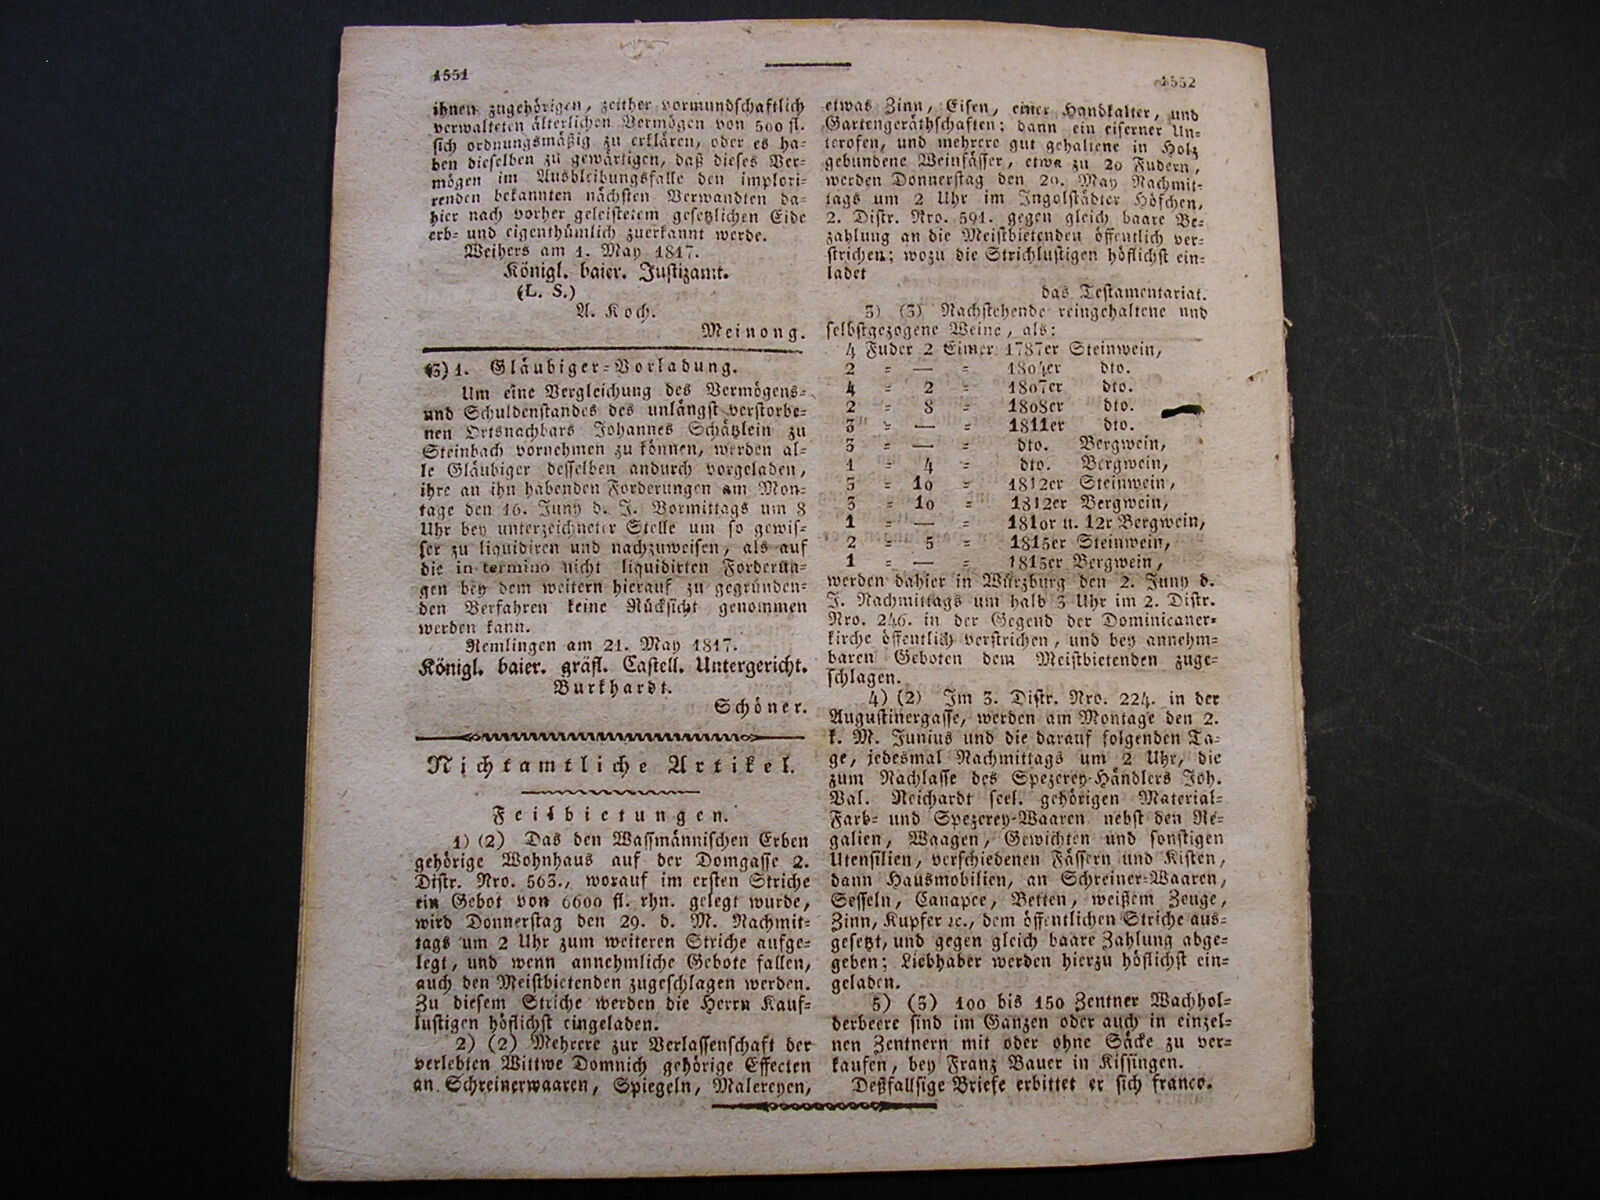 1551
ihnen zugehörigen, zeither vormundschaftlich
verwalteten älterlichen Vermögen von 500 fl.
sich ordnungsmäßig zu erklären, oder es ha-
ben dieselben zu gewärtigen, daß dieses Ver-
mögen im Ausbleibungsfalle den implori-
renden bekannten nächsten Verwandten da-
hier nach vorher geleistetem gesetzlichen Eide
erb- und eigenthümlich zuerkannt werde.
Weihers am 1. May 1817.
Königl. baier. Justizamt.
(L. S.)
A. Koch.
Meinong.
(3) 1. Gläubiger-Vorladung.
Um eine Vergleichung des Vermögens-
und Schuldenstandes des unlängst verstorbe-
nen Ortsnachbars Johannes Schätzlein zu
Steinbach vornehmen zu können, werden al-
le Gläubiger desselben andurch vorgeladen,
ihre an ihn habenden Forderungen am Mon-
tage den 16. Juny d. J. Vormittags um 8
Uhr bey unterzeichneter Stelle um so gewis-
ser zu liquidiren und nachzuweisen, als auf
die in termino nicht liquidirten Forderun-
gen bey dem weitern hierauf zu gegründen-
den Verfahren keine Rücksicht genommen
werden kann.
Remlingen am 21. May 1817.
Königl. baier. gräfl. Castell. Untergericht.
Burkhardt.
Schöner.
Nichtamtliche Artikel.
Feilbietungen.
1) (2) Das den Wassmännischen Erben
gehörige Wohnhaus auf der Domgasse 2.
Distr. Nro. 563., worauf im ersten Striche
ein Gebot von 6600 fl. rhn. gelegt wurde,
wird Donnerstag den 29. d. M. Nachmit-
tags um 2 Uhr zum weiteren Striche aufge-
legt, und wenn annehmliche Gebote fallen,
auch den Meistbietenden zugeschlagen werden.
Zu diesem Striche werden die Herrn Kauf-
lustigen höflichst eingeladen.
2) (2) Mehrere zur Verlassenschaft der
verlebten Wittwe Domnich gehörige Effecten
an Schreinerwaaren, Spiegeln, Malereyen,
1552
etwas Zinn, Eisen, einer Handkalter, und
Gartengeräthschaften; dann ein eiserner Un-
terofen, und mehrere gut gehaltene in Holz
gebundene Weinfässer, etwa zu 20 Fudern,
werden Donnerstag den 29. May Nachmit-
tags um 2 Uhr im Ingolstädter Höfchen,
2. Distr. Nro. 591. gegen gleich baare Be-
zahlung an die Meistbietenden öffentlich ver-
strichen; wozu die Strichlustigen höflichst ein-
ladet
das Testamentariat.
3) (3) Nachstehende reingehaltene und
selbstgezogene Weine, als:
4 Fuder 2 Eimer 1787er Steinwein,
2 = — = 1804er dto.
4 = 2 = 1807er dto.
2 = 8 = 1808er dto.
3 = — = 1811er dto.
3 = — = dto. Bergwein,
1 = 4 = dto. Bergwein,
3 = 10 = 1812er Steinwein,
3 = 10 = 1812er Bergwein,
1 = — = 1810r u. 12r Bergwein,
2 = 5 = 1815er Steinwein,
1 = — = 1815er Bergwein,
werden dahier in Würzburg den 2. Juny d.
J. Nachmittags um halb 3 Uhr im 2. Distr.
Nro. 246. in der Gegend der Dominicaner-
kirche öffentlich verstrichen, und bey annehm-
baren Geboten dem Meistbietenden zuge-
schlagen.
4) (2) Im 3. Distr. Nro. 224. in der
Augustinergasse, werden am Montage den 2.
k. M. Junius und die darauf folgenden Ta-
ge, jedesmal Nachmittags um 2 Uhr, die
zum Nachlasse des Spezerey-Händlers Joh.
Val. Reichardt seel. gehörigen Material-
Farb- und Spezerey-Waaren nebst den Re-
galien, Waagen, Gewichten und sonstigen
Utensilien, verschiedenen Fässern und Kisten,
dann Hausmobilien, an Schreiner-Waaren,
Sesseln, Canapee, Betten, weißem Zeuge,
Zinn, Kupfer ꝛc., dem öffentlichen Striche aus-
gesetzt, und gegen gleich baare Zahlung abge-
geben; Liebhaber werden hierzu höflichst ein-
geladen.
5) (3) 100 bis 150 Zentner Wachhol-
derbeere sind im Ganzen oder auch in einzel-
nen Zentnern mit oder ohne Säcke zu ver-
kaufen, bey Franz Bauer in Kissingen.
Deßfallsige Briefe erbittet er sich franco.